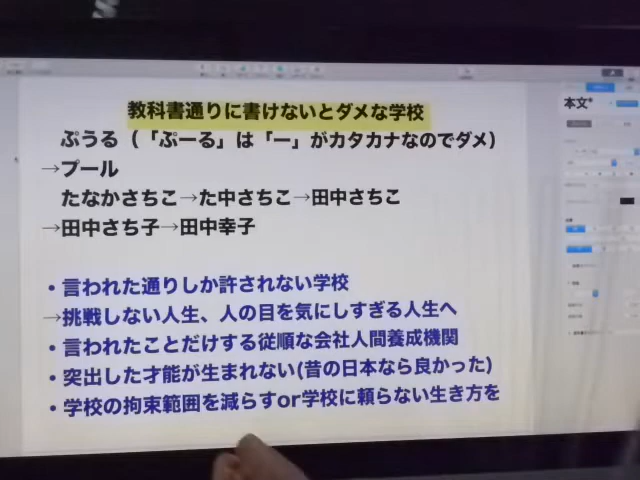 教科書通りに書けないとダメな学校
ぷうる（「ぷーる」は「ー」がカタカナなのでダメ）
→プール
たなかさちこ→た中さちこ→田中さちこ
→田中さち子→田中幸子
・言われた通りしか許されない学校
→挑戦しない人生、人の目を気にしすぎる人生へ
・言われたことだけする従順な会社人間養成機関
・突出した才能が生まれない(昔の日本なら良かった)
・学校の拘束範囲を減らすor学校に頼らない生き方を
本文*